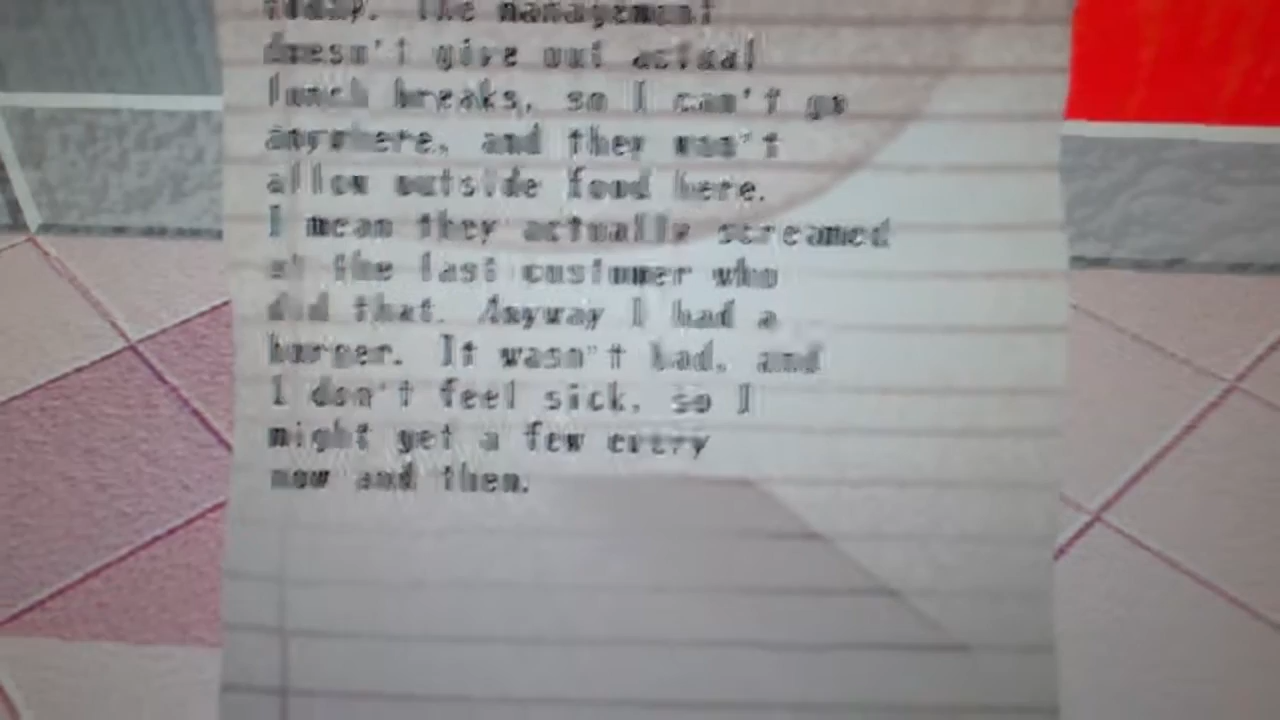 today. The management
doesn't give out actual
lunch breaks, so I can't go
anywhere, and they won't
allow outside food here.
I mean they actually screamed
at the last customer who
did that. Anyway I had a
burger. It wasn't bad, and
I don't feel sick, so I
might get a few every
now and then.